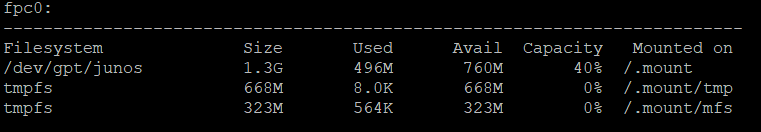 fpc0:
--------------------------------------------------------------------------
Filesystem              Size       Used      Avail  Capacity   Mounted on
/dev/gpt/junos          1.3G       496M       760M       40%  /.mount
tmpfs                   668M       8.0K       668M        0%  /.mount/tmp
tmpfs                   323M       564K       323M        0%  /.mount/mfs